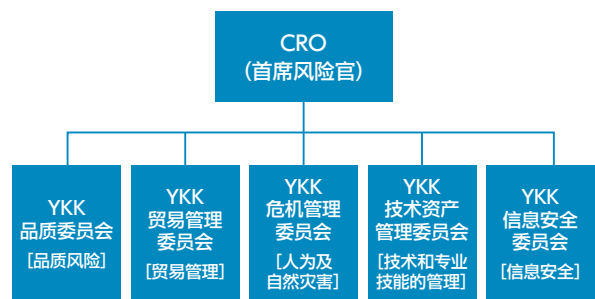 CRO
（首席风险官）
YKK
品质委员会
[品质风险]
YKK
贸易管理
委员会
[贸易管理]
YKK
危机管理
委员会
[人为及
自然灾害]
YKK
技术资产
管理委员会
[技术和专业
技能的管理]
YKK
信息安全
委员会
[信息安全]